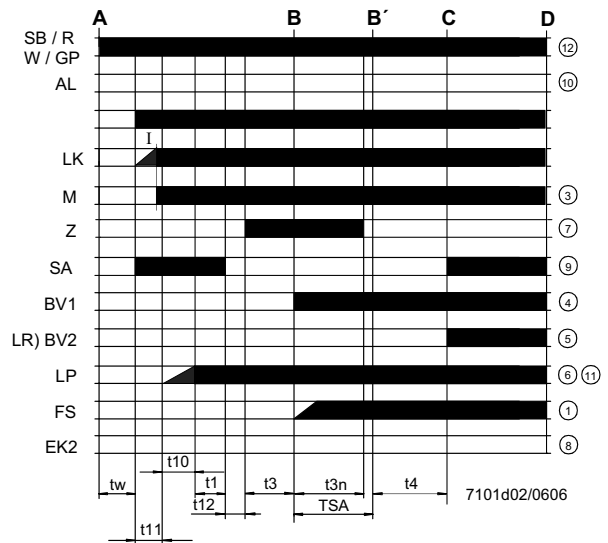 A B B´ C D
SB / R
W / GP ⑫
AL ⑩
I
LK
M ③
Z ⑦
SA ⑨
BV1 ④
LR) BV2 ⑤
LP ⑥ ⑪
FS ①
EK2 ⑧
t10
tw t1 t3 t3n t4 7101d02/0606
t12 TSA
t11